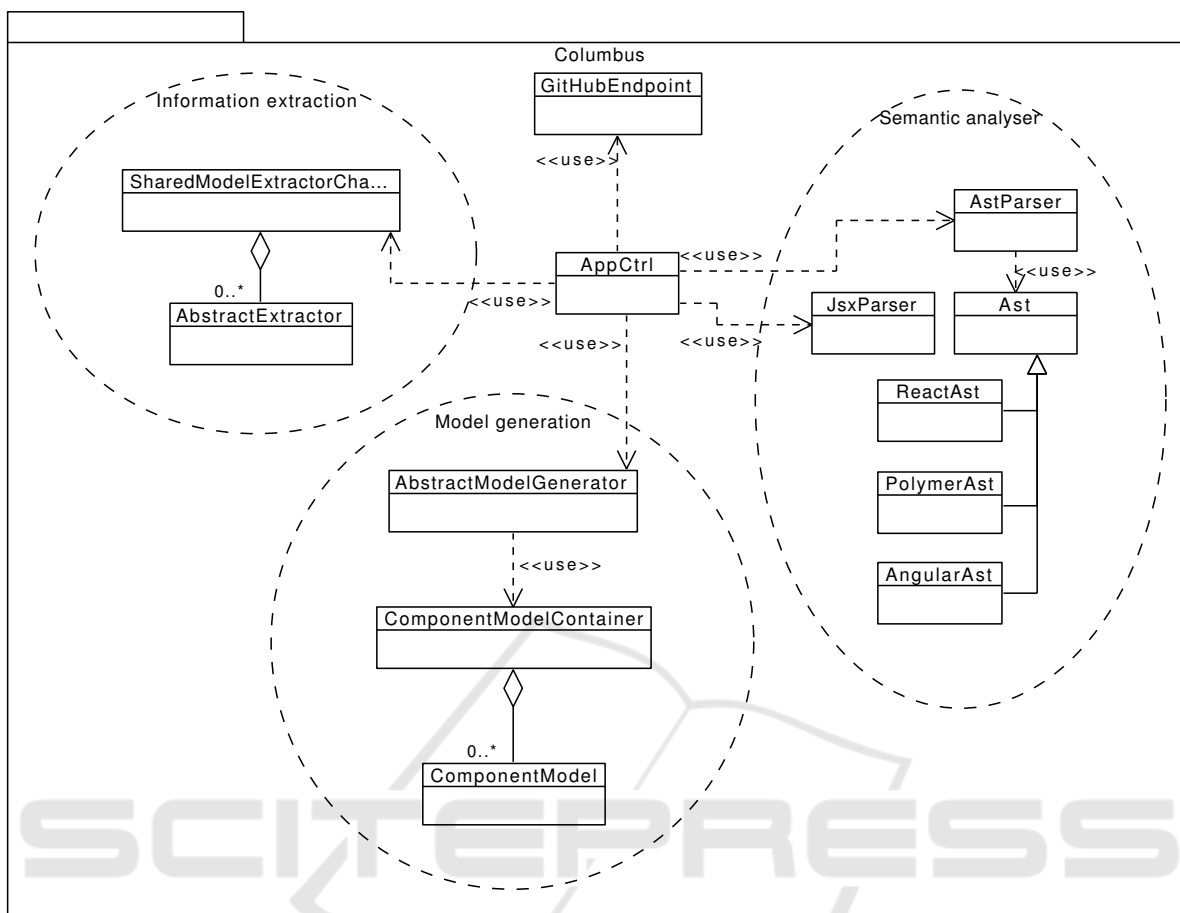 Columbus
GitHubEndpoint
Information extraction
Semantic analyser
<<use>>
SharedModelExtractorCha...
AstParser
<<use>>
AppCtrl
<<use>>
0..*
<<use>>
AbstractExtractor
JsxParser
Ast
<<use>>
<<use>>
ReactAst
Model generation
AbstractModelGenerator
PolymerAst
<<use>>
AngularAst
ComponentModelContainer
0..*
ComponentModel
SCITEPRESS